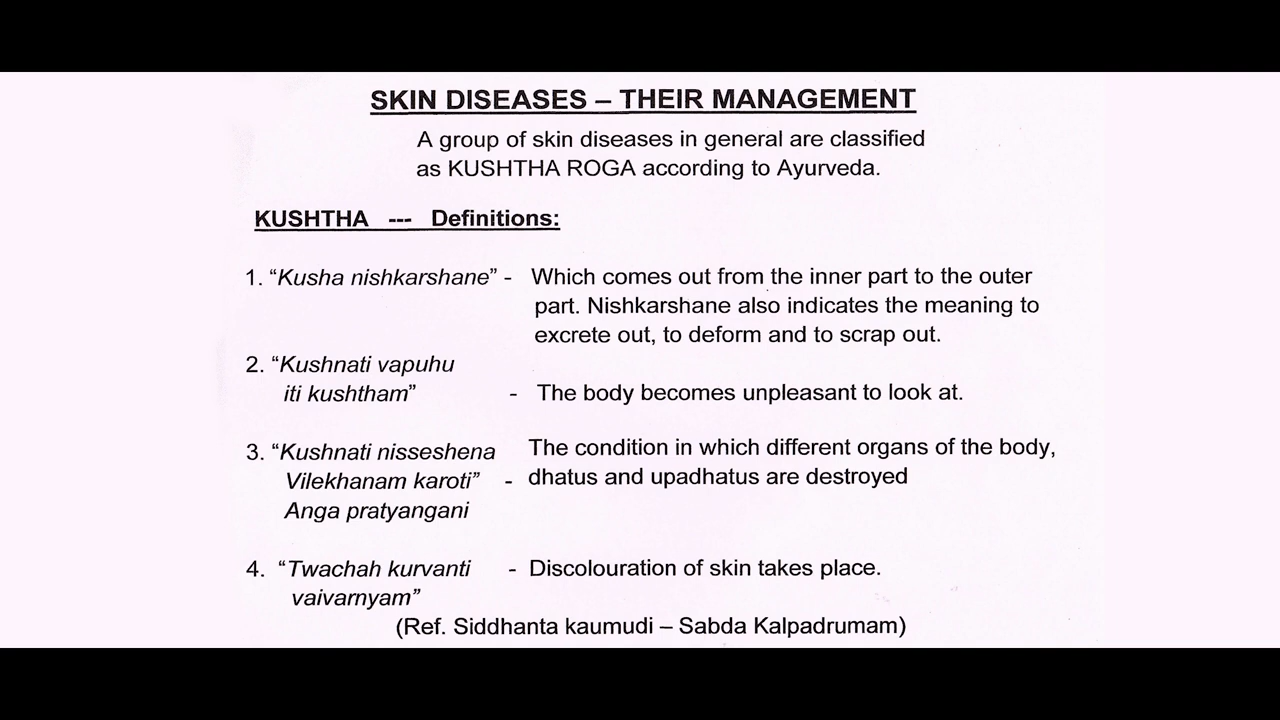 SKIN DISEASES – THEIR MANAGEMENT
A group of skin diseases in general are classified
as KUSHTHA ROGA according to Ayurveda.
KUSHTHA --- Definitions:
1. “Kusha nishkarshane” - Which comes out from the inner part to the outer
part. Nishkarshane also indicates the meaning to
excrete out, to deform and to scrap out.
2. “Kushnati vapuhu
iti kushtham” - The body becomes unpleasant to look at.
3. “Kushnati nisseshena The condition in which different organs of the body,
Vilekhanam karoti” - dhatus and upadhatus are destroyed
Anga pratyangani
4. “Twachah kurvanti - Discolouration of skin takes place.
vaivarnyam”
(Ref. Siddhanta kaumudi – Sabda Kalpadrumam)